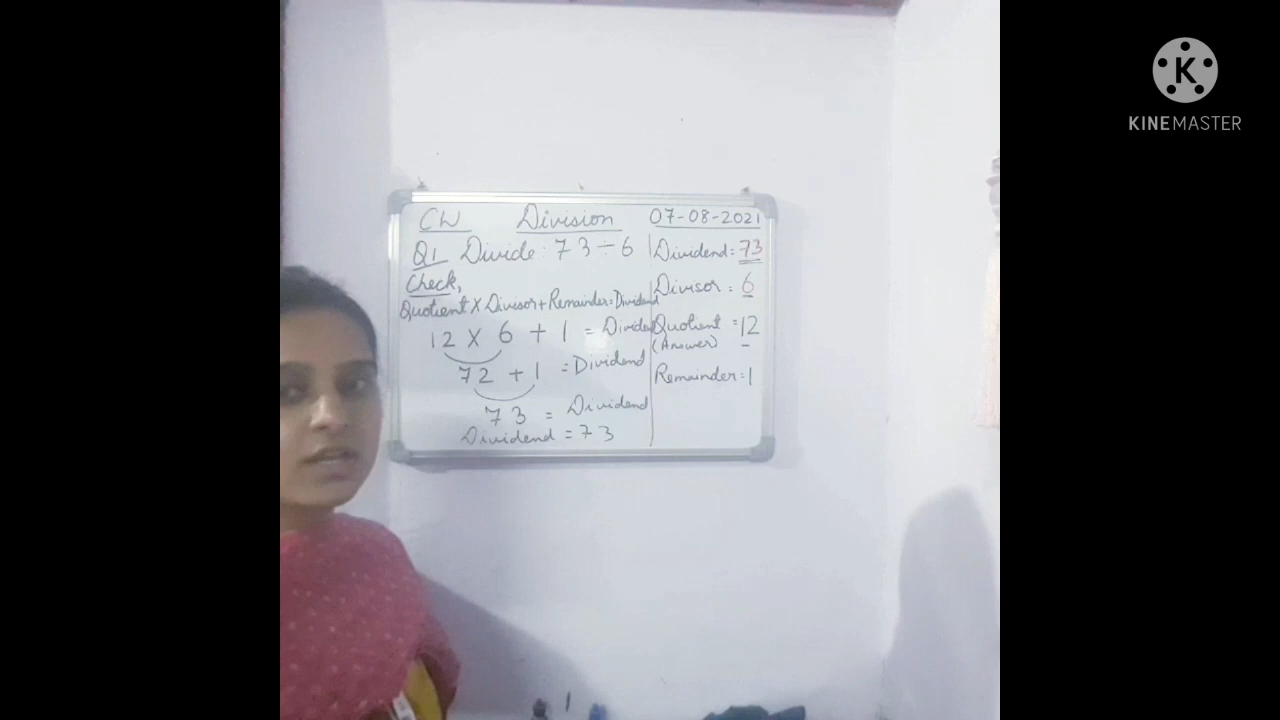 CW Division 07-08-2021
Q1 Divide: 73÷6
Check,
Quotient X Divisor + Remainder = Dividend
12 X 6 + 1 = Dividend
72 + 1 = Dividend
73 = Dividend
Dividend = 73
Dividend = 73
Divisor = 6
Quotient = 12
(Answer)
Remainder = 1
K
KINEMASTER